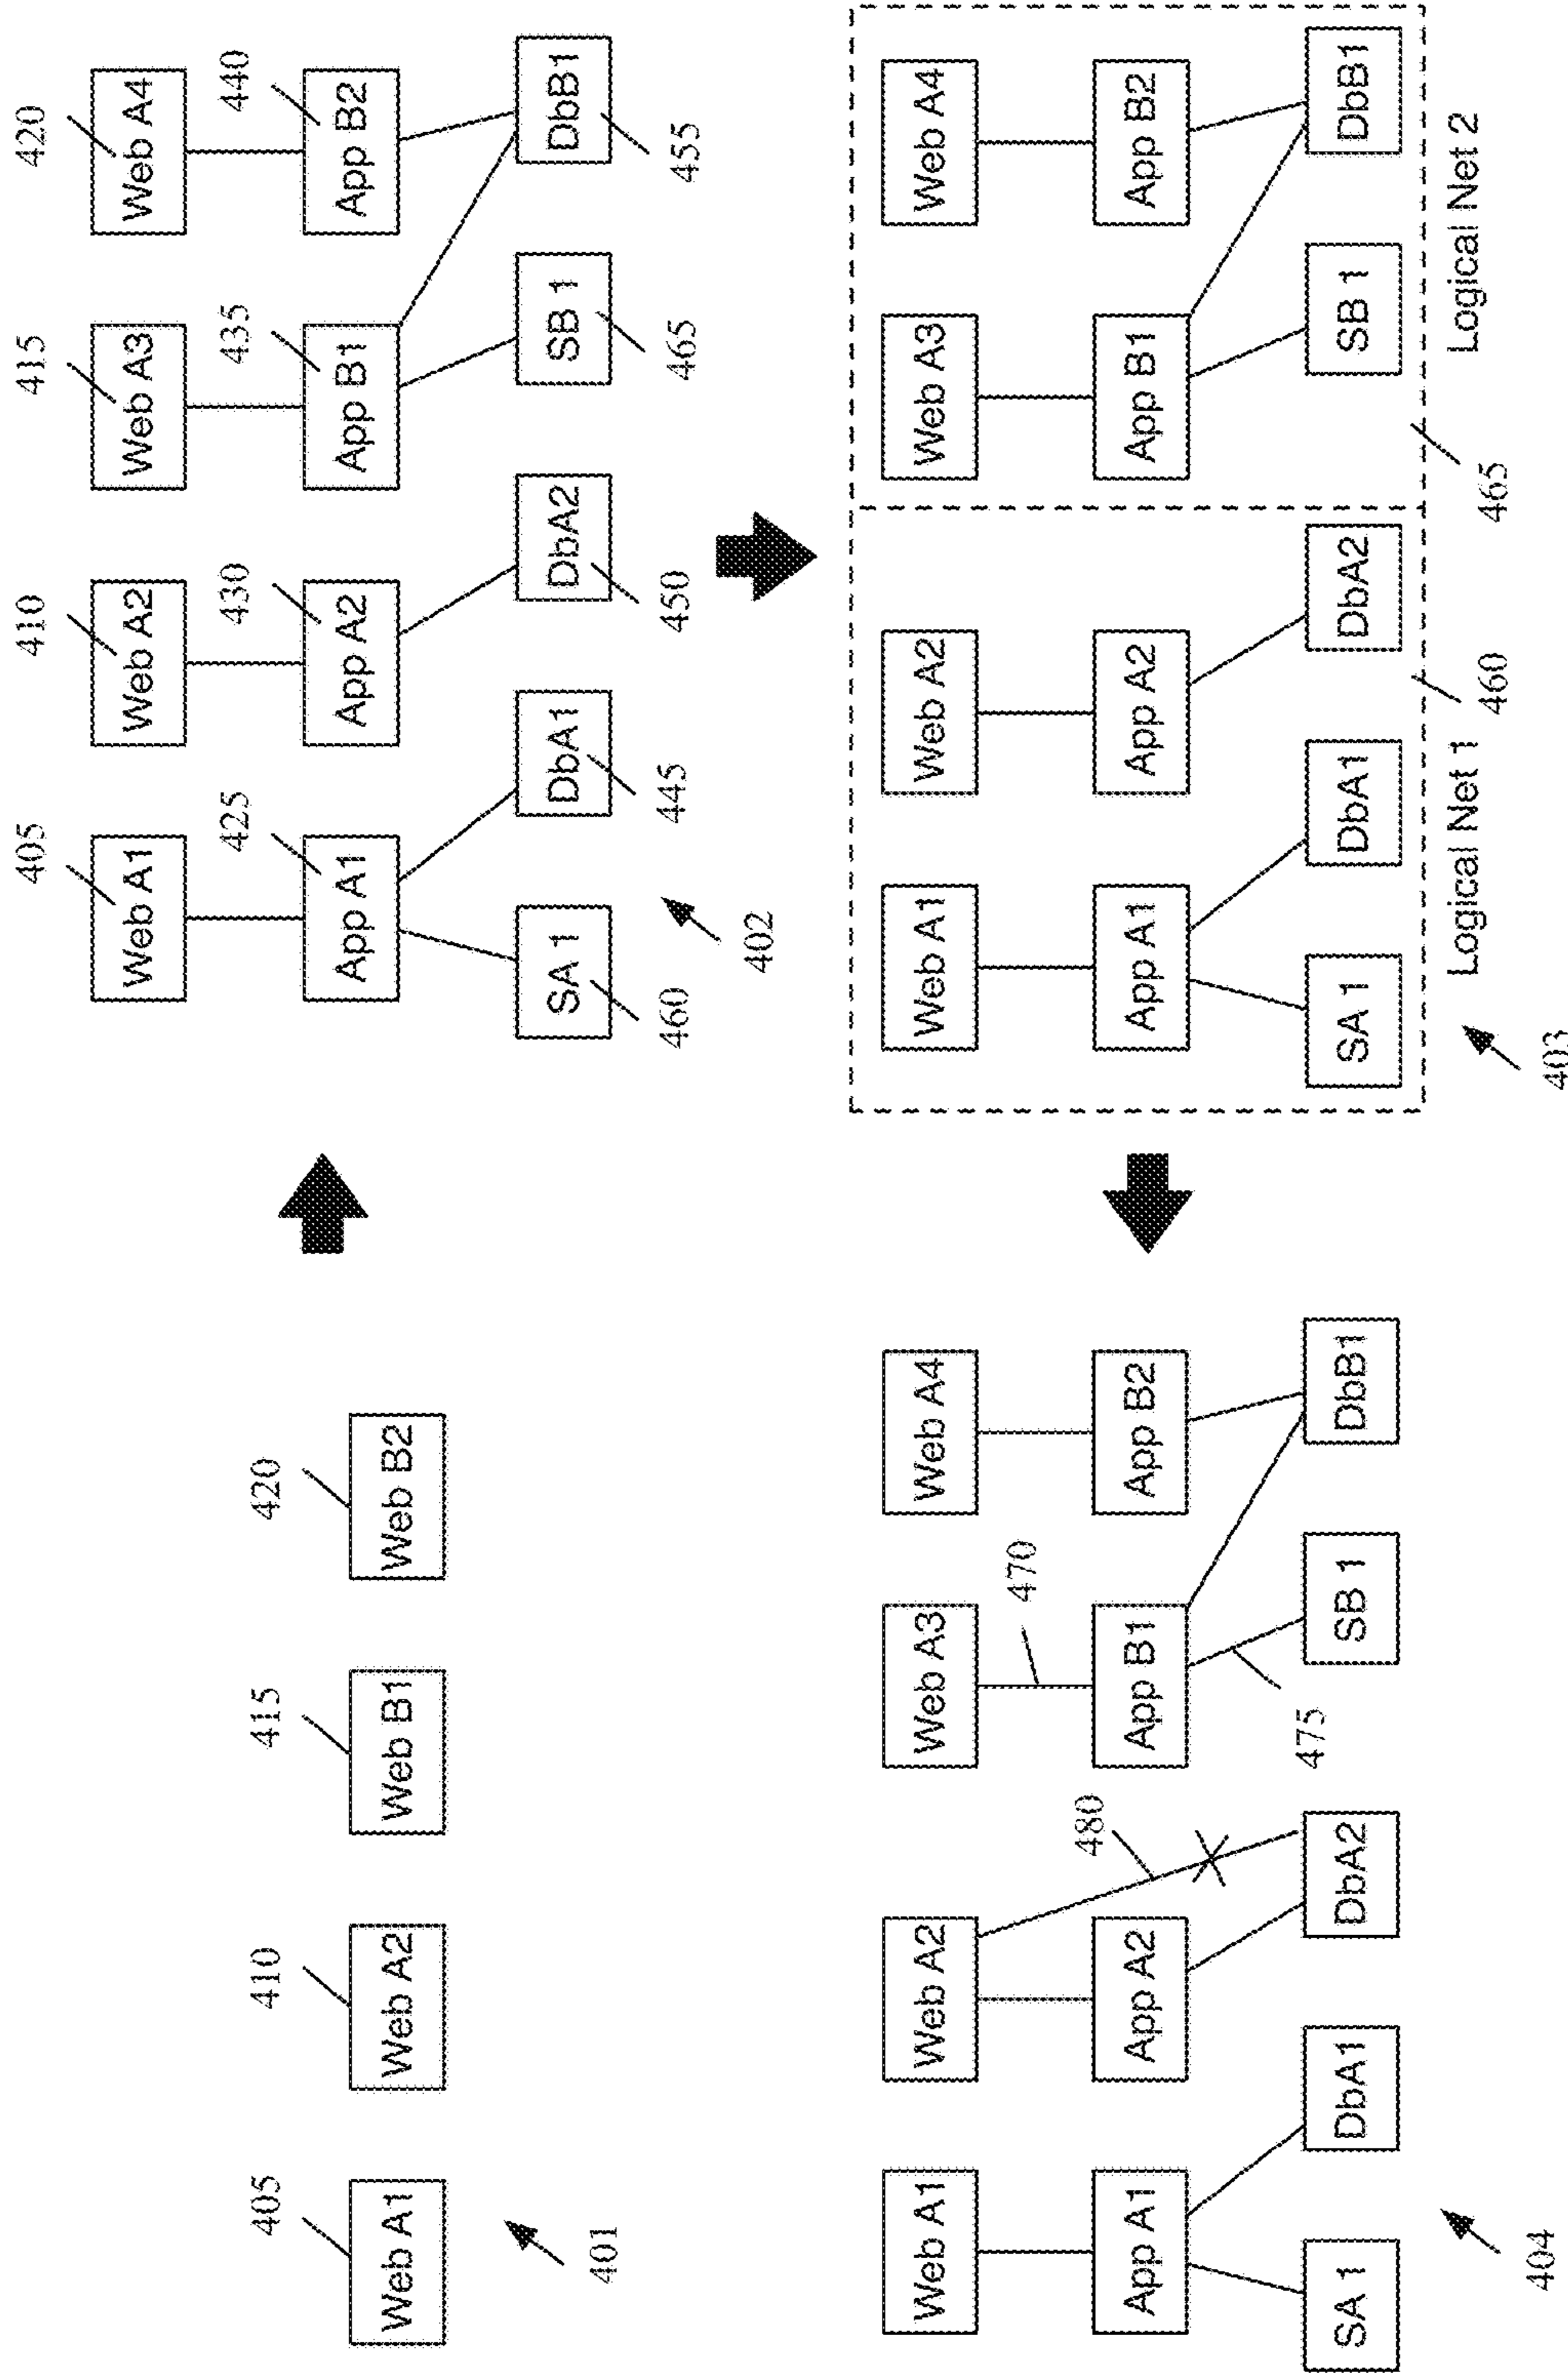 405 410 415 420
Web A1 Web A2 Web B1 Web B2
401
405 410 415 420
Web A1 Web A2 Web A3 Web A4
425 430 435 440
App A1 App A2 App B1 App B2
SA 1 DbA1 DbA2 SB 1 DbB1
460 445 450 465 455
402
Web A1 Web A2 Web A3 Web A4
App A1 App A2 App B1 App B2
SA 1 DbA1 DbA2 SB 1 DbB1
Logical Net 1 460 465 Logical Net 2
403
Web A1 Web A2 Web A3 Web A4
470
480
App A1 App A2 App B1 App B2
475
SA 1 DbA1 DbA2 SB 1 DbB1
404